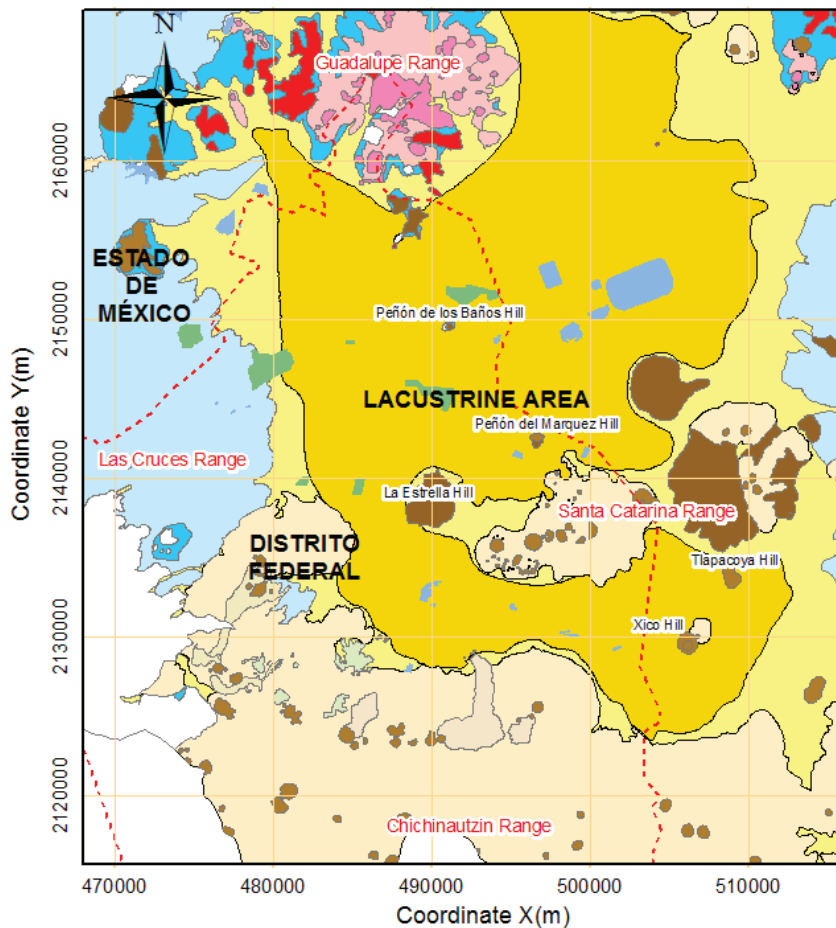 N
Guadalupe Range
2160000
ESTADO
DE
MÉXICO
2150000
Peñón de los Baños Hill
LACUSTRINE AREA
Peñón del Marquez Hill
Las Cruces Range
2140000
La Estrella Hill
Santa Catarina Range
DISTRITO
FEDERAL
Tlapacoya Hill
Xico Hill
2130000
2120000
Chichinautzin Range
Coordinate Y(m)
470000 480000 490000 500000 510000
Coordinate X(m)